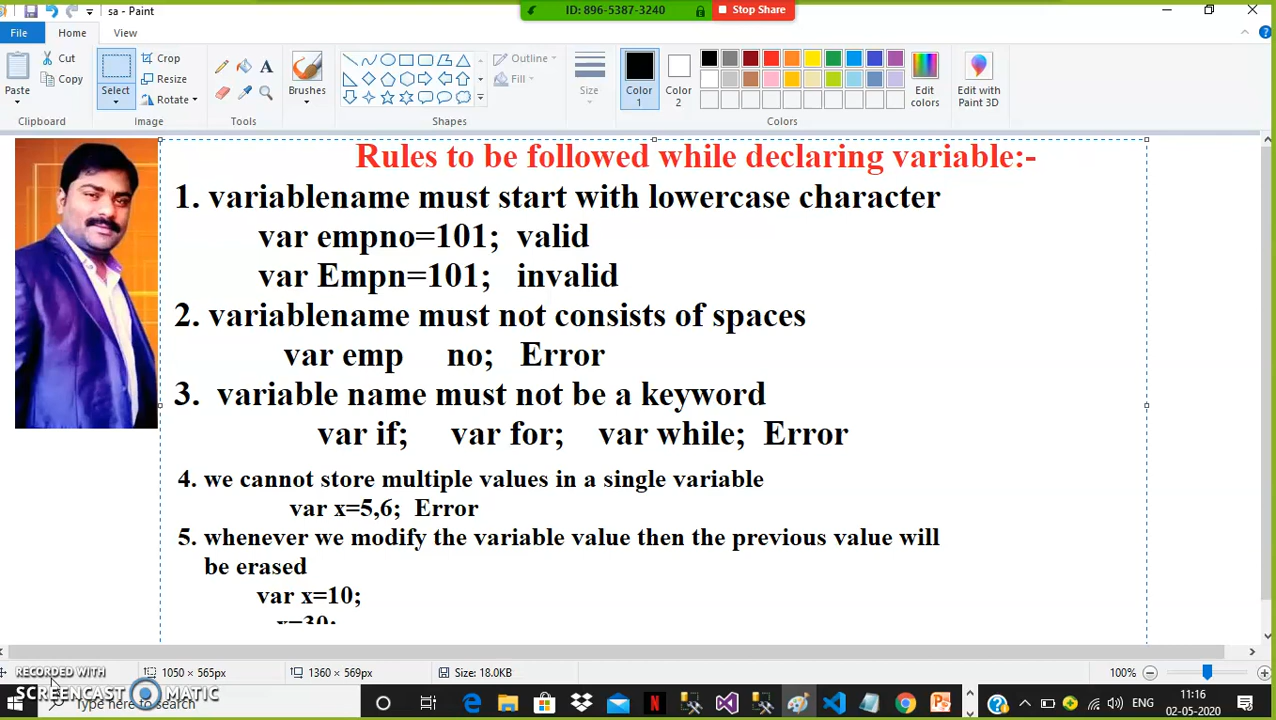 sa - Paint
ID: 896-5387-3240
Stop Share
File
Home
View
Paste
Cut
Copy
Clipboard
Select
Crop
Resize
Rotate
Image
A
Tools
Brushes
Outline
Fill
Shapes
Size
Color 1
Color 2
Edit colors
Edit with Paint 3D
Colors
Rules to be followed while declaring variable:-
1. variablename must start with lowercase character
var empno=101; valid
var Empn=101; invalid
2. variablename must not consists of spaces
var emp no; Error
3. variable name must not be a keyword
var if; var for; var while; Error
4. we cannot store multiple values in a single variable
var x=5,6; Error
5. whenever we modify the variable value then the previous value will
be erased
var x=10;
x=30;
RECORDED WITH
SCREENCAST MATIC
1050 × 565px
1360 × 569px
Size: 18.0KB
100%
Type here to search
ENG
11:16
02-05-2020